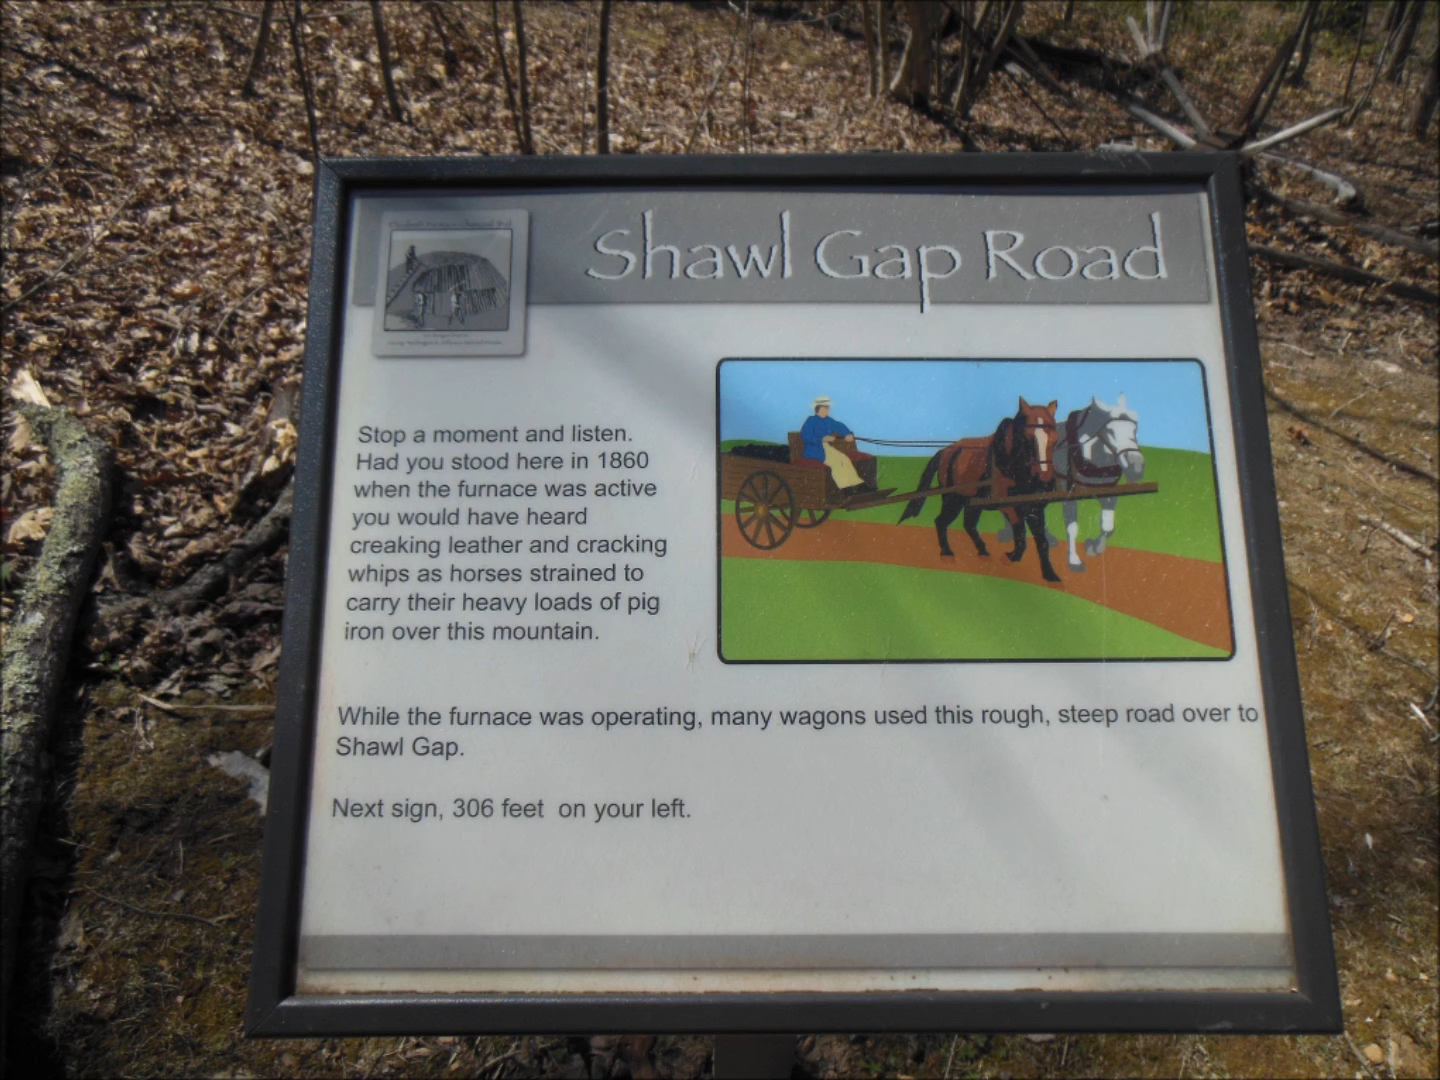 Shawl Gap Road
Stop a moment and listen.
Had you stood here in 1860
when the furnace was active
you would have heard
creaking leather and cracking
whips as horses strained to
carry their heavy loads of pig
iron over this mountain.
While the furnace was operating, many wagons used this rough, steep road over to
Shawl Gap.
Next sign, 306 feet  on your left.